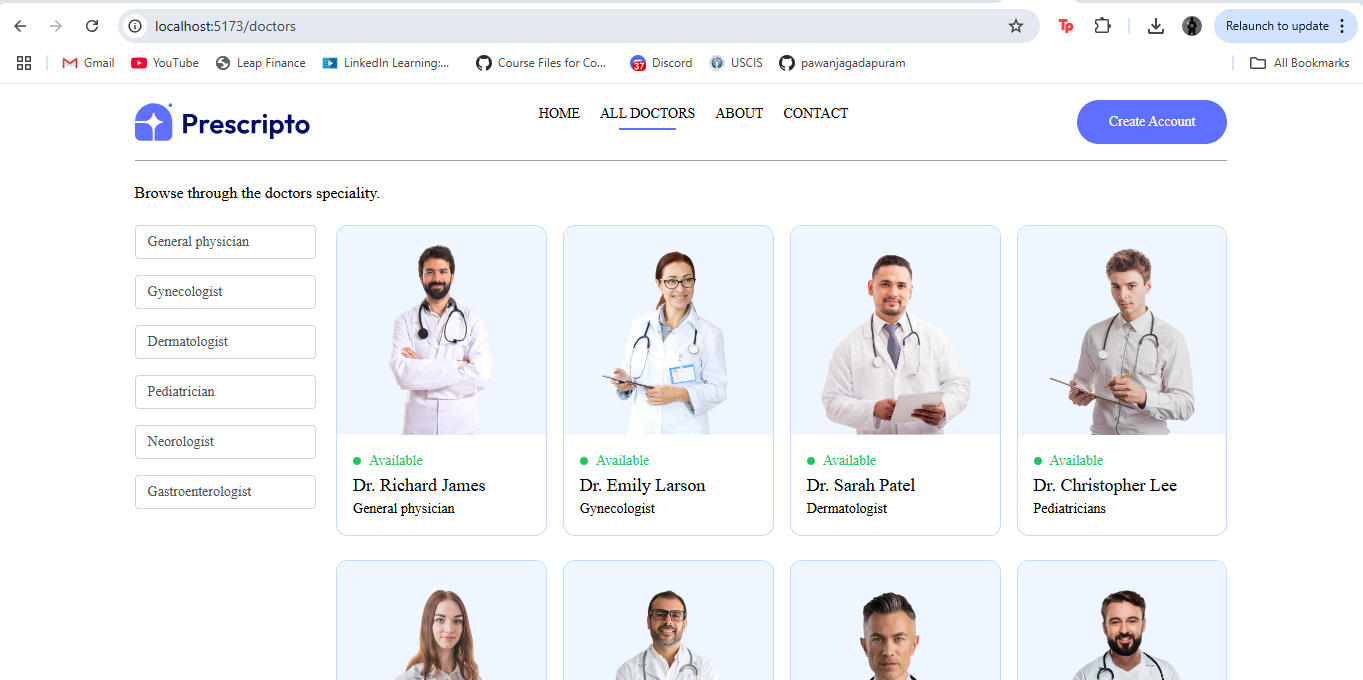 localhost:5173/doctors
Tp
Relaunch to update
Gmail
YouTube
Leap Finance
LinkedIn Learning:...
Course Files for Co...
37
Discord
USCIS
pawanjagadapuram
All Bookmarks
Prescripto
HOME
ALL DOCTORS
ABOUT
CONTACT
Create Account
Browse through the doctors speciality.
General physician
Gynecologist
Dermatologist
Pediatrician
Neorologist
Gastroenterologist
Available
Dr. Richard James
General physician
Available
Dr. Emily Larson
Gynecologist
Available
Dr. Sarah Patel
Dermatologist
Available
Dr. Christopher Lee
Pediatricians